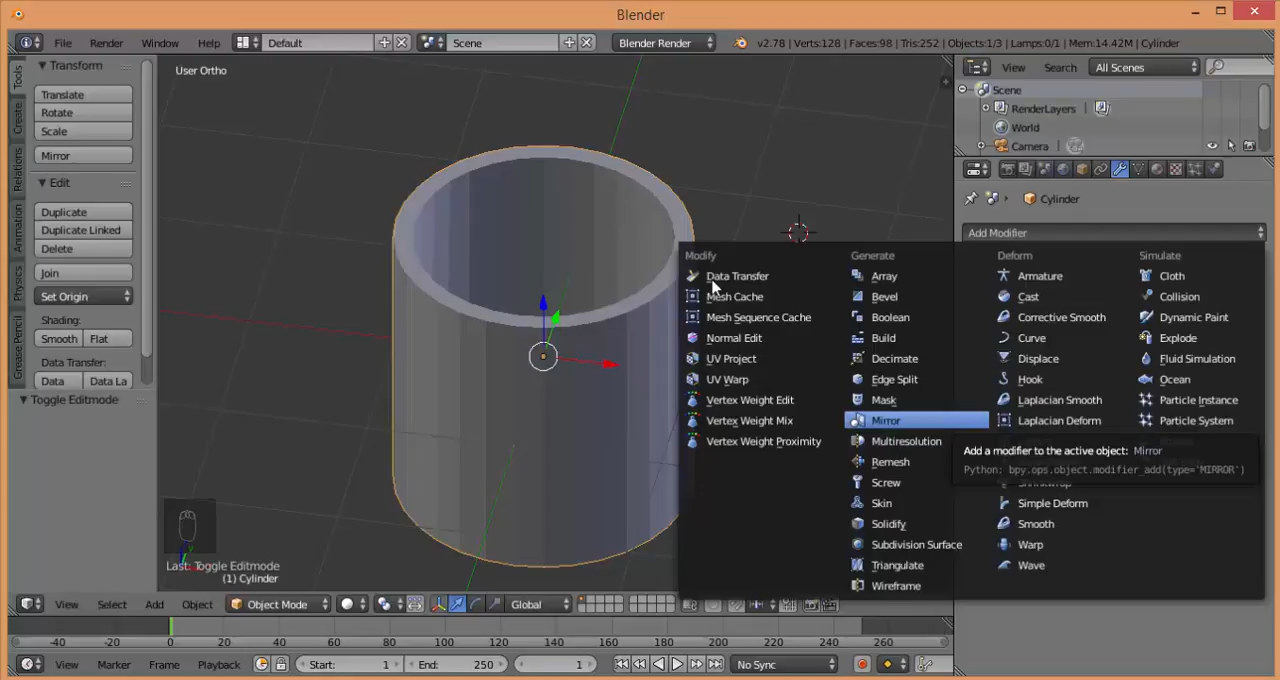 Blender
File Render Window Help Default Scene Blender Render v2.78 | Verts:128 | Faces:98 | Tris:252 | Objects:1/3 | Lamps:0/1 | Mem:14.42M | Cylinder
Tools
Create
Relations
Animation
Physics
Grease Pencil
Transform
Translate
Rotate
Scale
Mirror
Edit
Duplicate
Duplicate Linked
Delete
Join
Set Origin
Shading:
Smooth Flat
Data Transfer:
Data Data La
Toggle Editmode
User Ortho
Last: Toggle Editmode
(1) Cylinder
View Search All Scenes
Scene
RenderLayers
World
Camera
Cylinder
Add Modifier
Modify
Data Transfer
Mesh Cache
Mesh Sequence Cache
Normal Edit
UV Project
UV Warp
Vertex Weight Edit
Vertex Weight Mix
Vertex Weight Proximity
Generate
Array
Bevel
Boolean
Build
Decimate
Edge Split
Mask
Mirror
Multiresolution
Remesh
Screw
Skin
Solidify
Subdivision Surface
Triangulate
Wireframe
Deform
Armature
Cast
Corrective Smooth
Curve
Displace
Hook
Laplacian Smooth
Laplacian Deform
Simple Deform
Smooth
Warp
Wave
Simulate
Cloth
Collision
Dynamic Paint
Explode
Fluid Simulation
Ocean
Particle Instance
Particle System
Add a modifier to the active object: Mirror
Python: bpy.ops.object.modifier_add(type='MIRROR')
View Select Add Object Object Mode Global
-40 -20 0 20 40 60 80 100 120 140 160 180 200 220 240 260
View Marker Frame Playback Start: 1 End: 250 1 No Sync